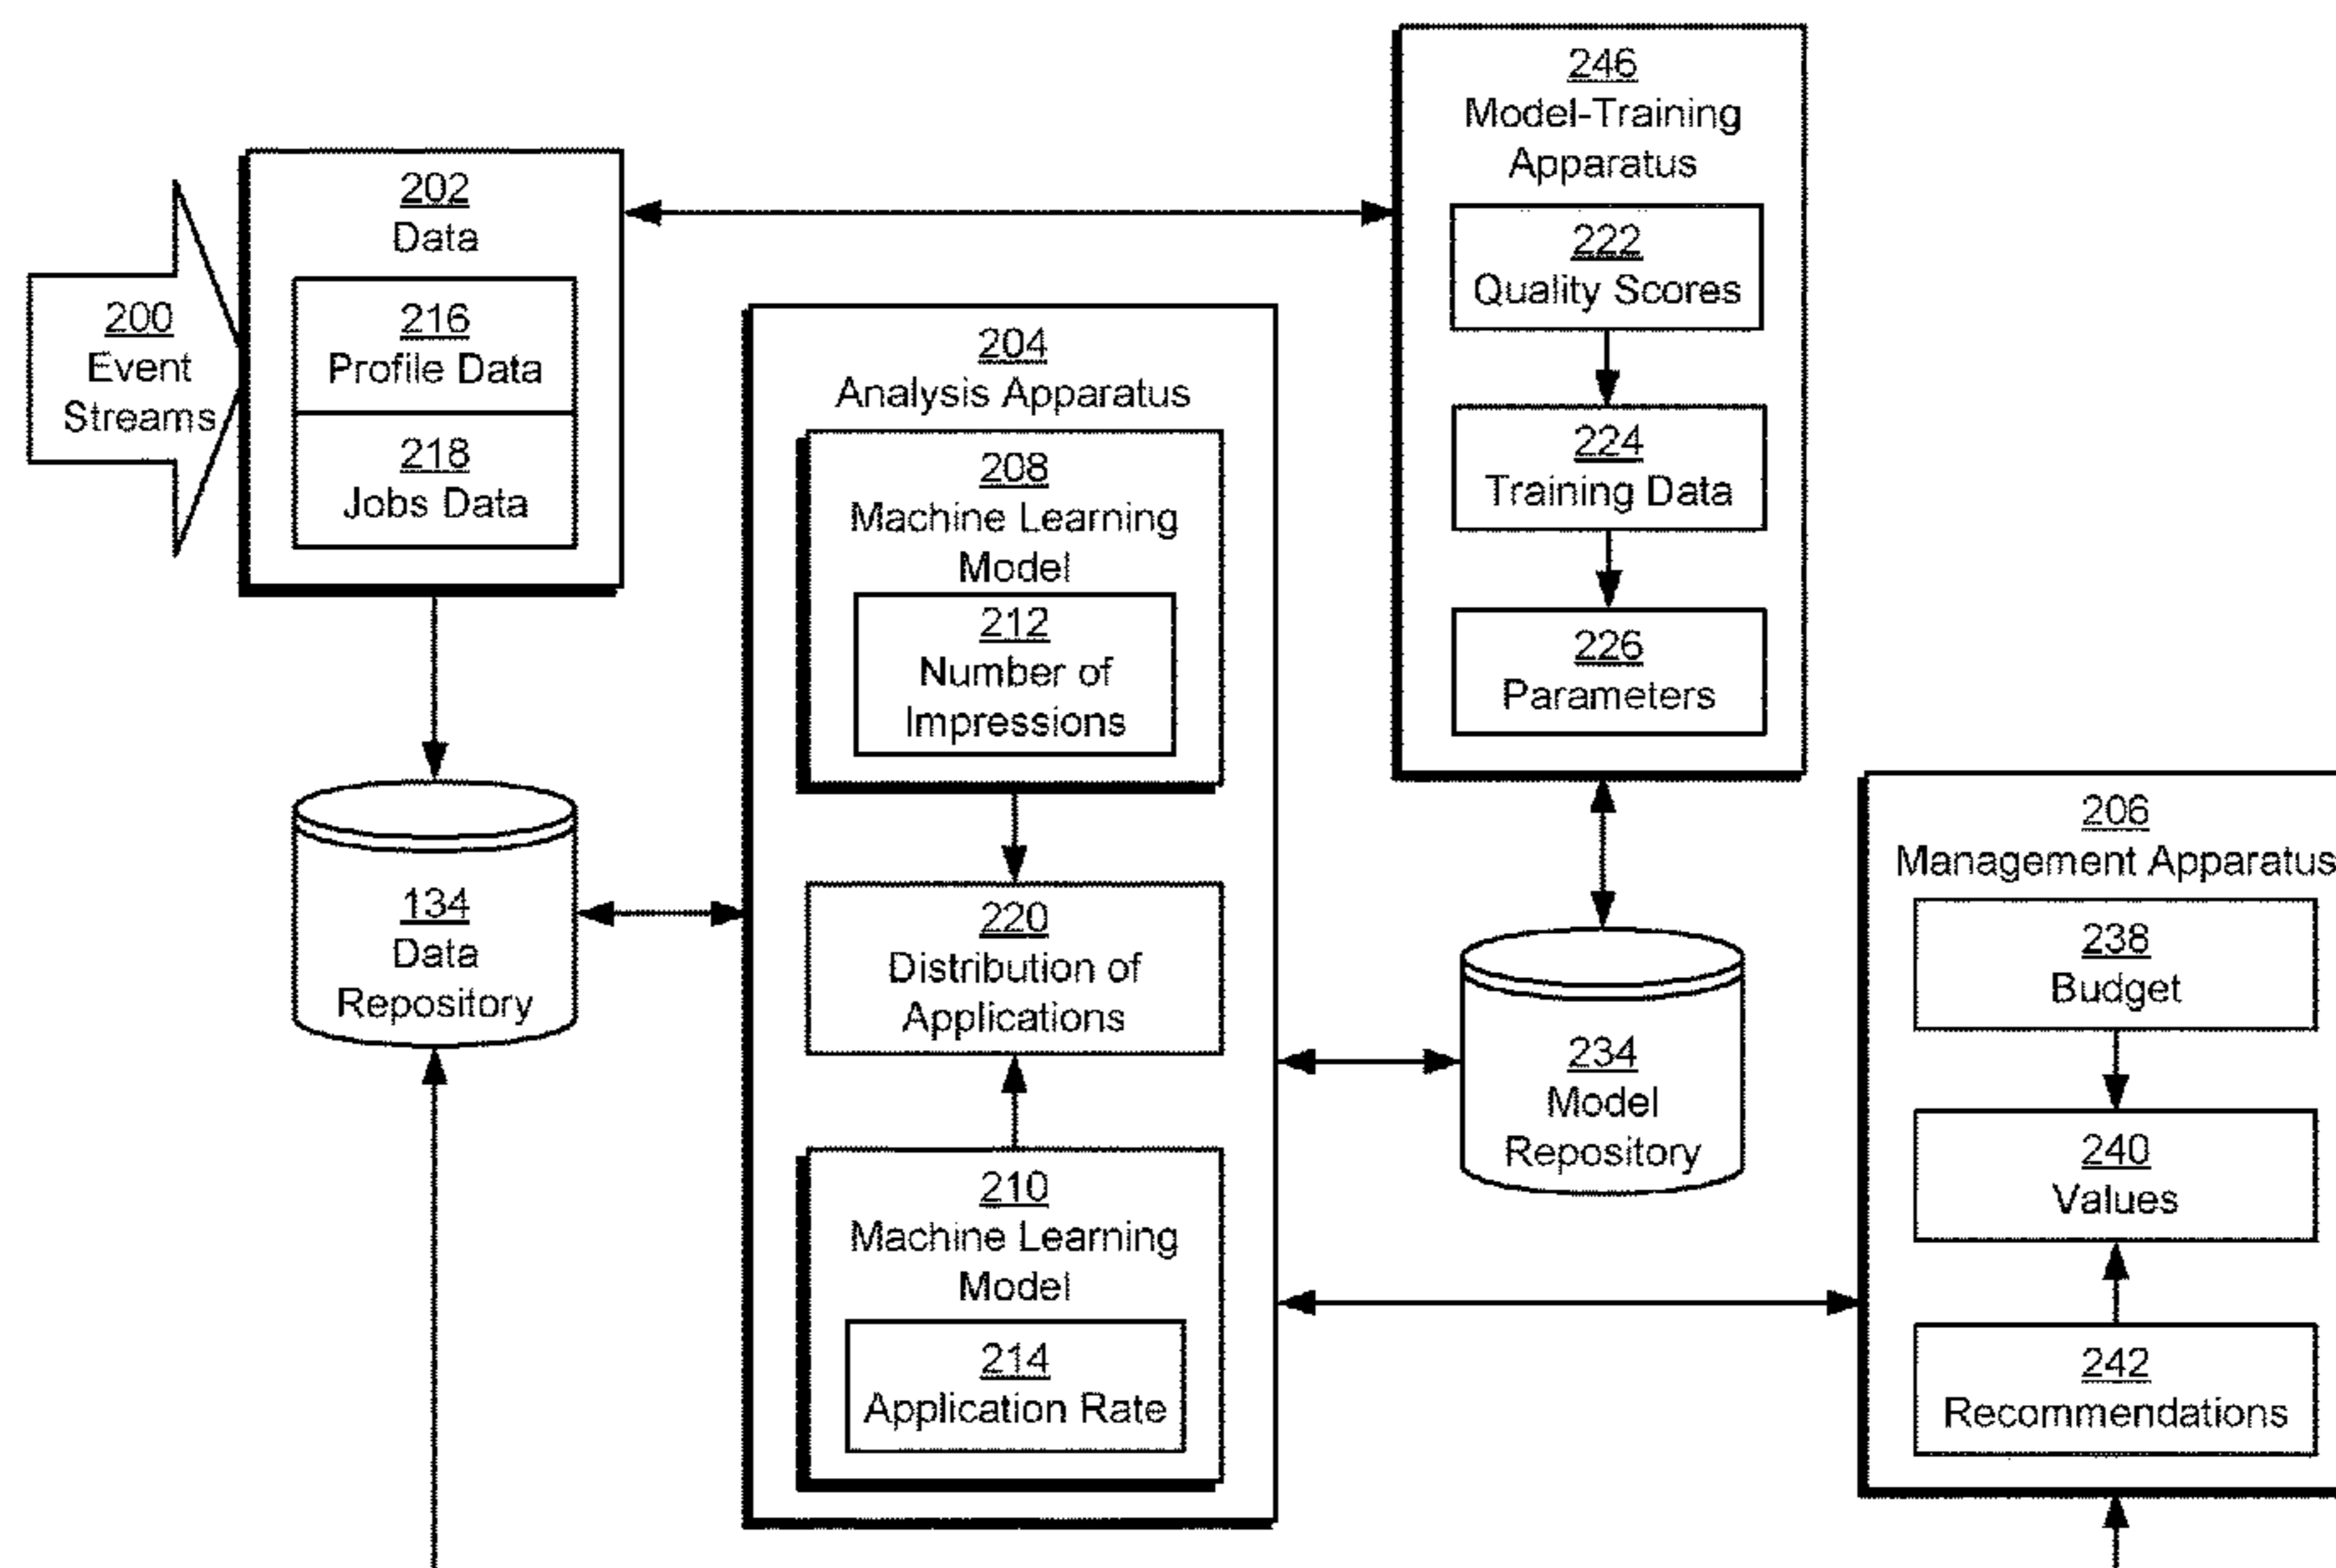 200
Event
Streams
202
Data
216
Profile Data
218
Jobs Data
134
Data
Repository
204
Analysis Apparatus
208
Machine Learning
Model
212
Number of
Impressions
220
Distribution of
Applications
210
Machine Learning
Model
214
Application Rate
246
Model-Training
Apparatus
222
Quality Scores
224
Training Data
226
Parameters
234
Model
Repository
206
Management Apparatus
238
Budget
240
Values
242
Recommendations